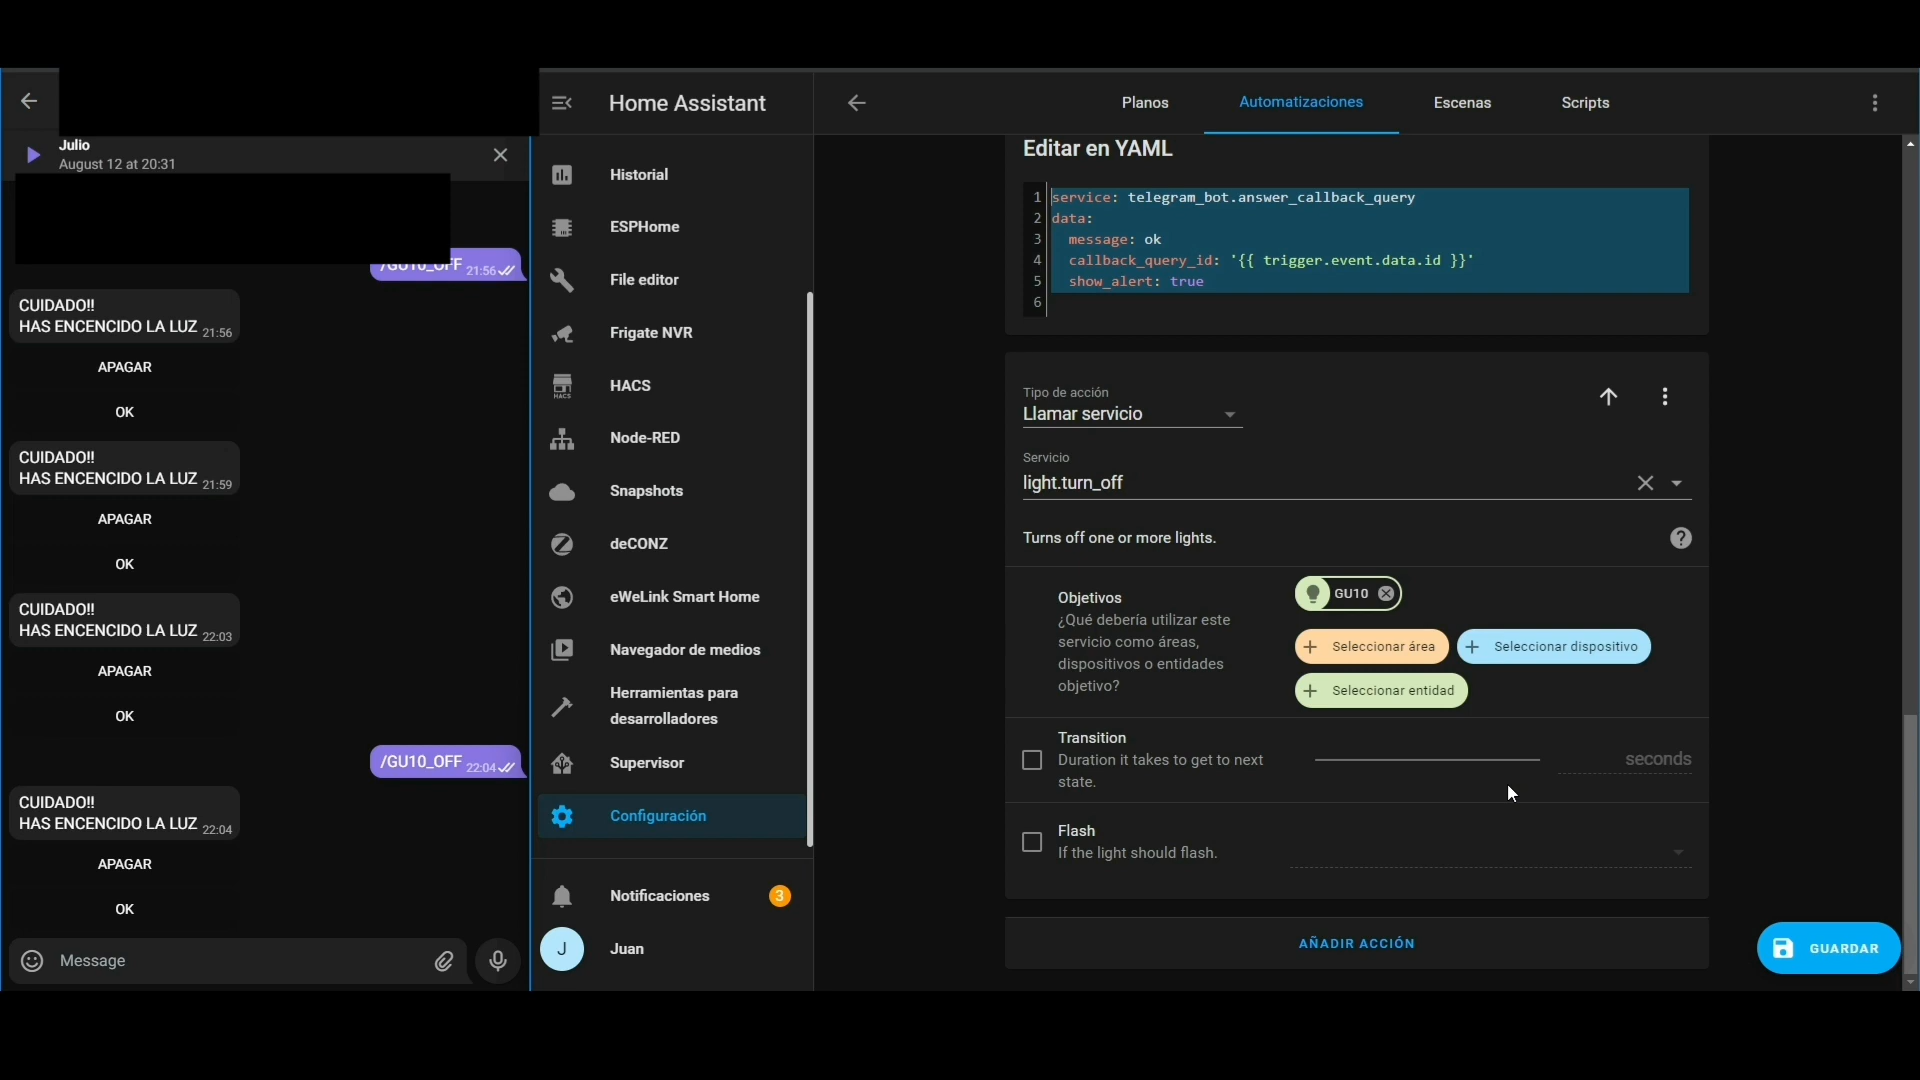 Julio
August 12 at 20:31
/GU10_OFF 21:56
CUIDADO!!
HAS ENCENCIDO LA LUZ 21:56
APAGAR
OK
CUIDADO!!
HAS ENCENCIDO LA LUZ 21:59
APAGAR
OK
CUIDADO!!
HAS ENCENCIDO LA LUZ 22:03
APAGAR
OK
/GU10_OFF 22:04
CUIDADO!!
HAS ENCENCIDO LA LUZ 22:04
APAGAR
OK
Message
Home Assistant
Historial
ESPHome
File editor
Frigate NVR
HACS
HACS
Node-RED
Snapshots
deCONZ
eWeLink Smart Home
Navegador de medios
Herramientas para
desarrolladores
Supervisor
Configuración
Notificaciones 3
J Juan
Planos Automatizaciones Escenas Scripts
Editar en YAML
1 service: telegram_bot.answer_callback_query
2 data:
3 message: ok
4 callback_query_id: '{{ trigger.event.data.id }}'
5 show_alert: true
6
Tipo de acción
Llamar servicio
Servicio
light.turn_off
Turns off one or more lights.
Objetivos
¿Qué debería utilizar este
servicio como áreas,
dispositivos o entidades
objetivo?
GU10
Seleccionar área
Seleccionar dispositivo
Seleccionar entidad
Transition
Duration it takes to get to next
state.
seconds
Flash
If the light should flash.
AÑADIR ACCIÓN
GUARDAR